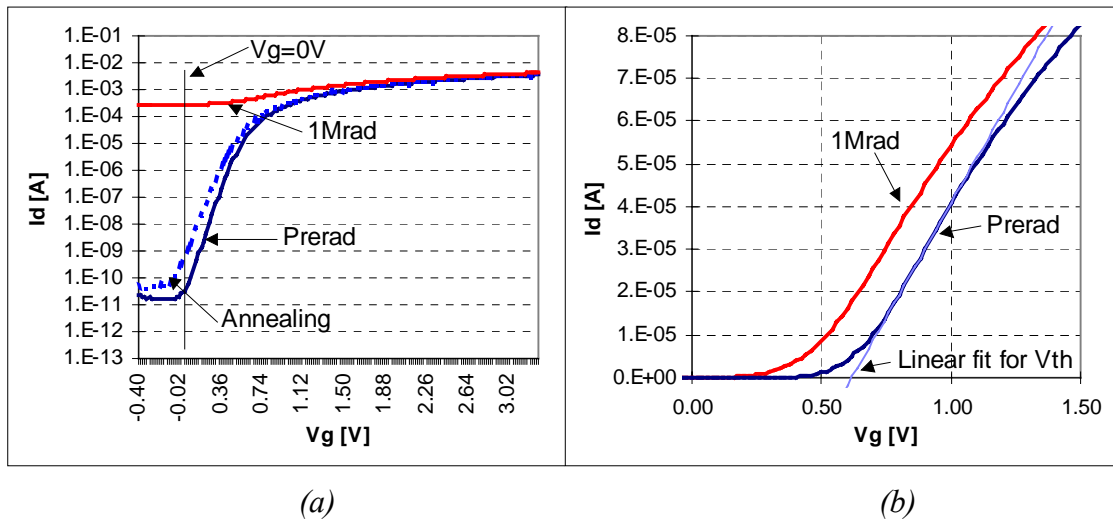 1.E-01
1.E-02
1.E-03
1.E-04
1.E-05
1.E-06
1.E-07
1.E-08
1.E-09
1.E-10
1.E-11
1.E-12
1.E-13
Id [A]
Vg=0V
1Mrad
Prerad
Annealing
-0.40
-0.02
0.36
0.74
1.12
1.50
1.88
2.26
2.64
3.02
Vg [V]
(a)
8.E-05
7.E-05
6.E-05
5.E-05
4.E-05
3.E-05
2.E-05
1.E-05
0.E+00
Id [A]
1Mrad
Prerad
Linear fit for Vth
0.00 0.50 1.00 1.50
Vg [V]
(b)